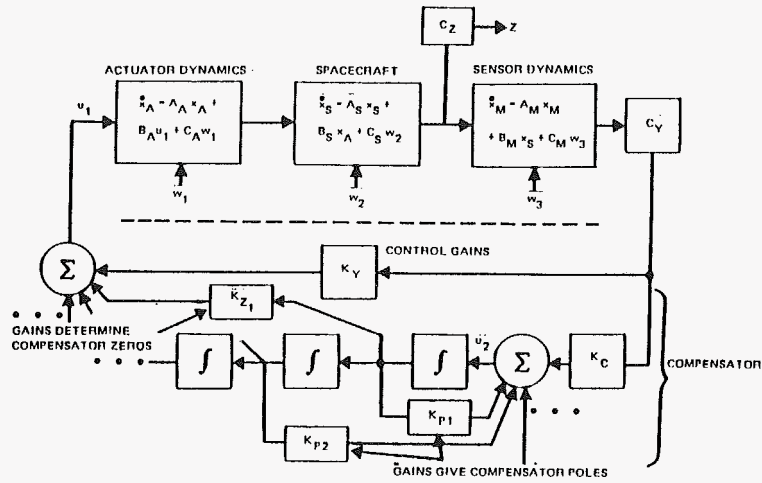 C_Z
Z
ACTUATOR DYNAMICS
SPACECRAFT
SENSOR DYNAMICS
u_1
ẋ_A = A_A x_A +
B_A u_1 + C_A w_1
ẋ_S = A_S x_S +
B_S x_A + C_S w_2
ẋ_M = A_M x_M
+ B_M x_S + C_M w_3
C_Y
w_1
w_2
w_3
CONTROL GAINS
Σ
K_Y
K_Z1
GAINS DETERMINE
COMPENSATOR ZEROS
∫
∫
∫
u_2
Σ
K_C
COMPENSATOR
K_P1
K_P2
GAINS GIVE COMPENSATOR POLES